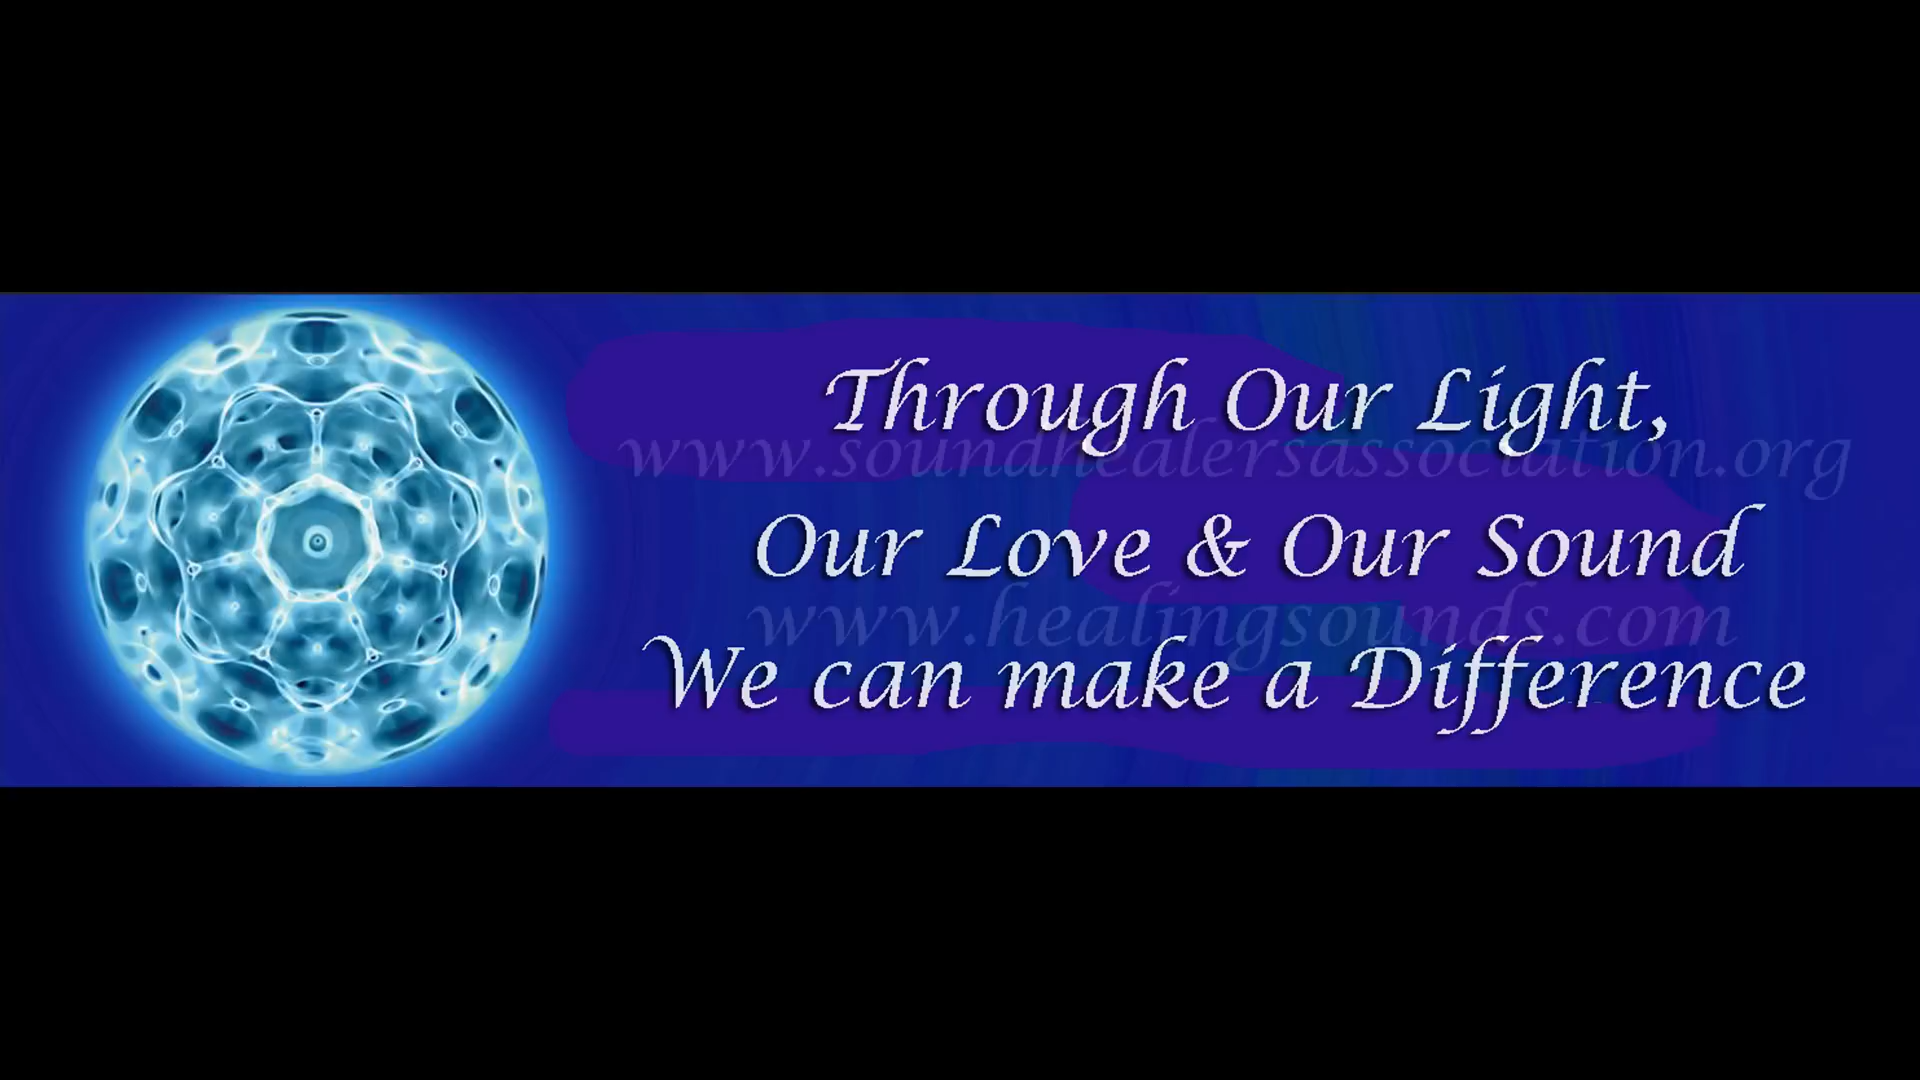 Through Our Light,
www.soundhealersassociation.org
Our Love & Our Sound
www.healingsounds.com
We can make a Difference